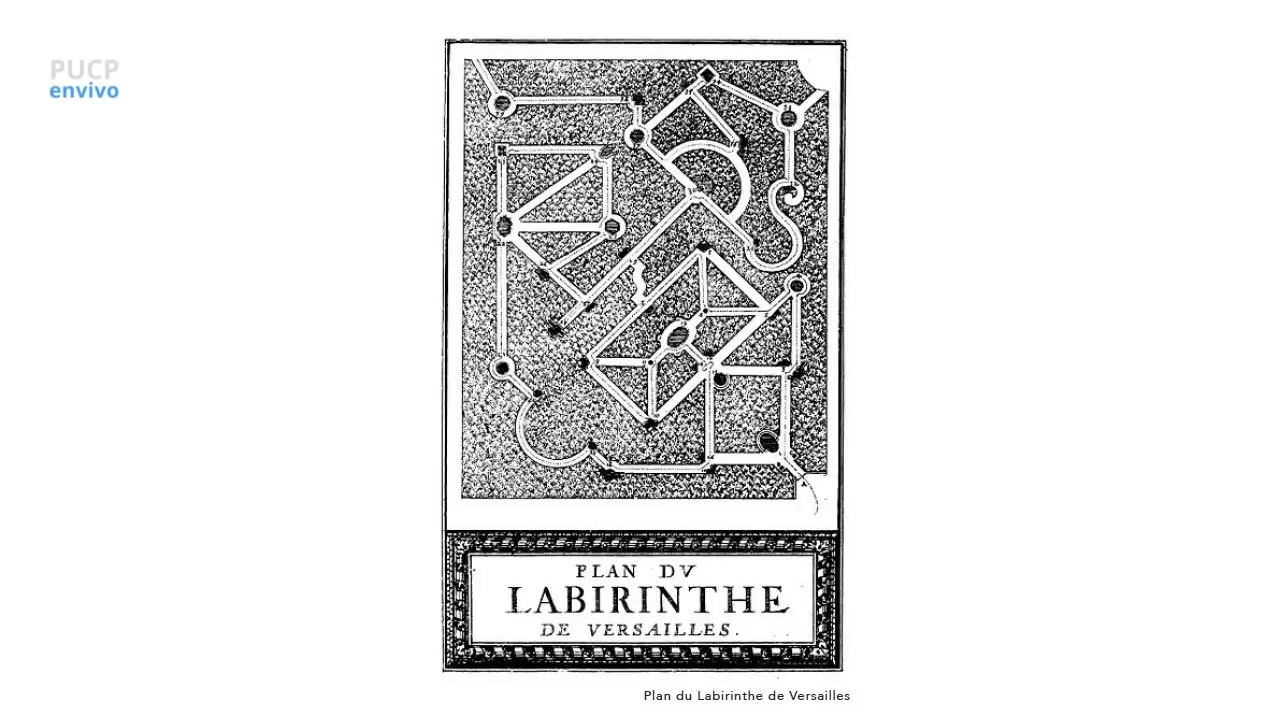 PUCP
envivo
PLAN DV
LABIRINTHE
DE VERSAILLES.
Plan du Labirinthe de Versailles